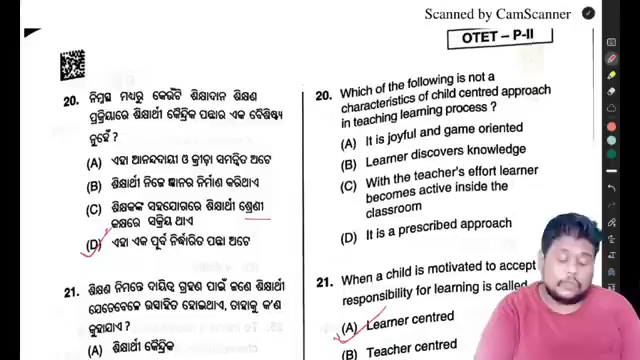 Scanned by CamScanner
OTET – P-II
20. ନିମ୍ନସ୍ଥ ମଧ୍ୟରୁ କେଉଁଟି ଶିକ୍ଷାଦାନ ଶିକ୍ଷଣ
ପ୍ରକ୍ରିୟାରେ ଶିକ୍ଷାର୍ଥୀ କୈନ୍ଦ୍ରିକ ପନ୍ଥାର ଏକ ବୈଶିଷ୍ଟ୍ୟ
ନୁହେଁ ?
(A) ଏହା ଆନନ୍ଦଦାୟୀ ଓ କ୍ରୀଡ଼ା ସମନ୍ୱିତ ଅଟେ
(B) ଶିକ୍ଷାର୍ଥୀ ନିଜେ ଜ୍ଞାନର ନିର୍ମାଣ କରିଥାଏ
(C) ଶିକ୍ଷକଙ୍କ ସହଯୋଗରେ ଶିକ୍ଷାର୍ଥୀ ଶ୍ରେଣୀ
କକ୍ଷରେ ସକ୍ରିୟ ଥାଏ
(D) ଏହା ଏକ ପୂର୍ବ ନିର୍ଦ୍ଧାରିତ ପନ୍ଥା ଅଟେ
21. ଶିକ୍ଷଣ ନିମନ୍ତେ ଦାୟିତ୍ୱ ଗ୍ରହଣ ପାଇଁ ଜଣେ ଶିକ୍ଷାର୍ଥୀ
ଯେତେବେଳେ ଉତ୍ସାହିତ ହୋଇଥାଏ, ତାହାକୁ କ'ଣ
କୁହାଯାଏ ?
(A) ଶିକ୍ଷାର୍ଥୀ କୈନ୍ଦ୍ରିକ
20. Which of the following is not a
characteristics of child centred approach
in teaching learning process ?
(A) It is joyful and game oriented
(B) Learner discovers knowledge
(C) With the teacher's effort learner
becomes active inside the
classroom
(D) It is a prescribed approach
21. When a child is motivated to accept
responsibility for learning is called
(A) Learner centred
(B) Teacher centred